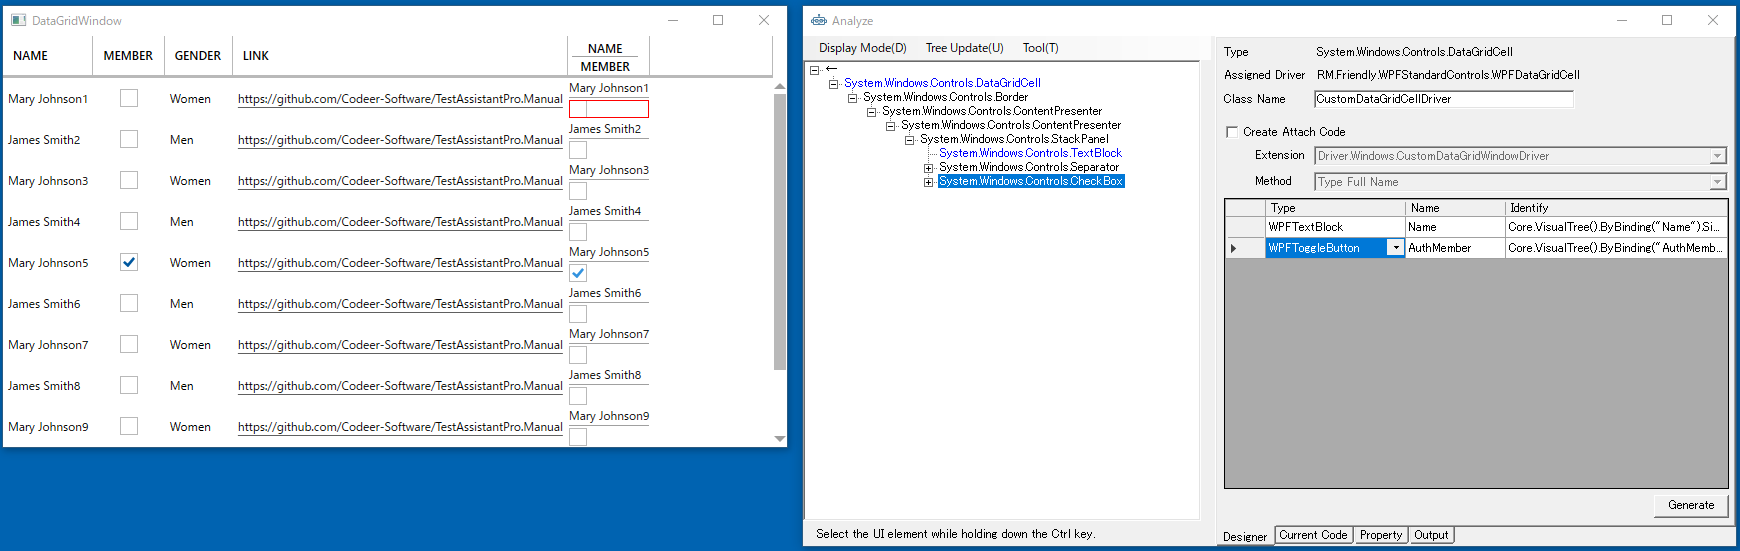 DataGridWindow
NAME MEMBER GENDER LINK NAME
MEMBER
Mary Johnson1 Women https://github.com/Codeer-Software/TestAssistantPro.Manual Mary Johnson1
James Smith2 Men https://github.com/Codeer-Software/TestAssistantPro.Manual James Smith2
Mary Johnson3 Women https://github.com/Codeer-Software/TestAssistantPro.Manual Mary Johnson3
James Smith4 Men https://github.com/Codeer-Software/TestAssistantPro.Manual James Smith4
Mary Johnson5 Women https://github.com/Codeer-Software/TestAssistantPro.Manual Mary Johnson5
James Smith6 Men https://github.com/Codeer-Software/TestAssistantPro.Manual James Smith6
Mary Johnson7 Women https://github.com/Codeer-Software/TestAssistantPro.Manual Mary Johnson7
James Smith8 Men https://github.com/Codeer-Software/TestAssistantPro.Manual James Smith8
Mary Johnson9 Women https://github.com/Codeer-Software/TestAssistantPro.Manual Mary Johnson9
Analyze
Display Mode(D) Tree Update(U) Tool(T)
←
System.Windows.Controls.DataGridCell
System.Windows.Controls.Border
System.Windows.Controls.ContentPresenter
System.Windows.Controls.ContentPresenter
System.Windows.Controls.StackPanel
System.Windows.Controls.TextBlock
System.Windows.Controls.Separator
System.Windows.Controls.CheckBox
Select the UI element while holding down the Ctrl key.
Type System.Windows.Controls.DataGridCell
Assigned Driver RM.Friendly.WPFStandardControls.WPFDataGridCell
Class Name CustomDataGridCellDriver
Create Attach Code
Extension Driver.Windows.CustomDataGridWindowDriver
Method Type Full Name
Type Name Identify
WPFTextBlock Name Core.VisualTree().ByBinding("Name").Si...
WPFToggleButton AuthMember Core.VisualTree().ByBinding("AuthMemb...
Generate
Designer Current Code Property Output